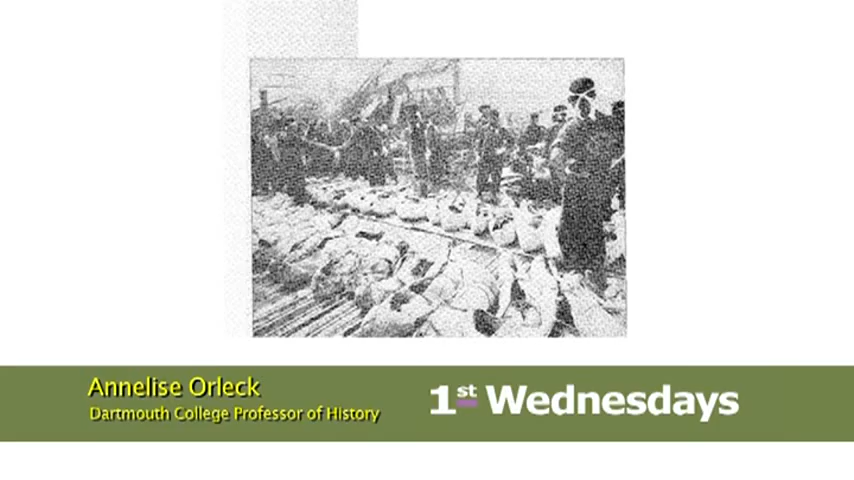 Annelise Orleck
Dartmouth College Professor of History
1st Wednesdays